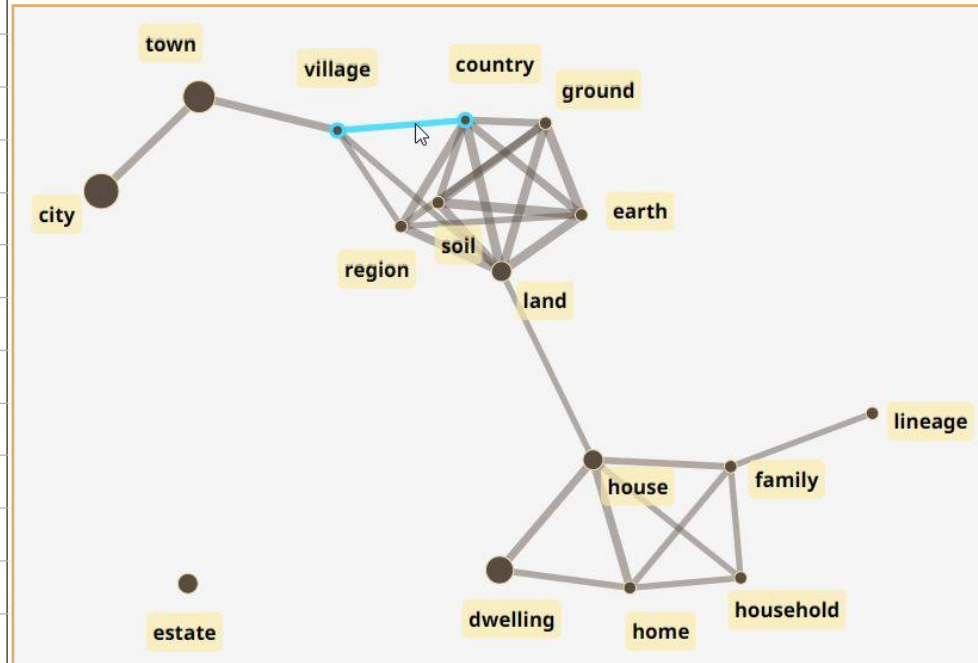 town
village
country
ground
city
earth
soil
region
land
lineage
house
family
dwelling
household
home
estate